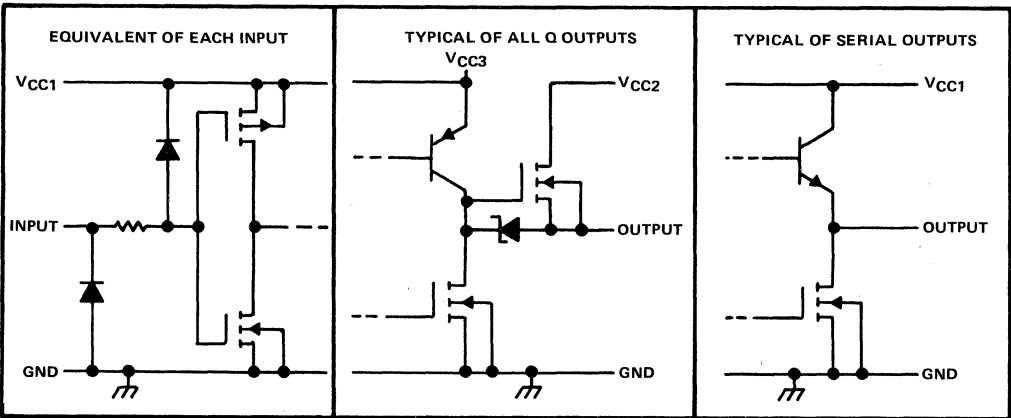 EQUIVALENT OF EACH INPUT
VCC1
INPUT
GND
TYPICAL OF ALL Q OUTPUTS
VCC3
VCC2
OUTPUT
GND
TYPICAL OF SERIAL OUTPUTS
VCC1
OUTPUT
GND